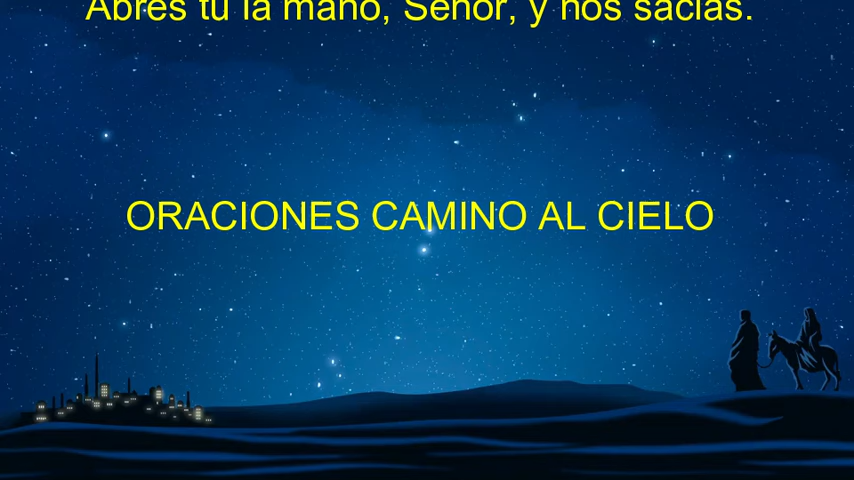 Abres tú la mano, Señor, y nos sacias.
ORACIONES CAMINO AL CIELO